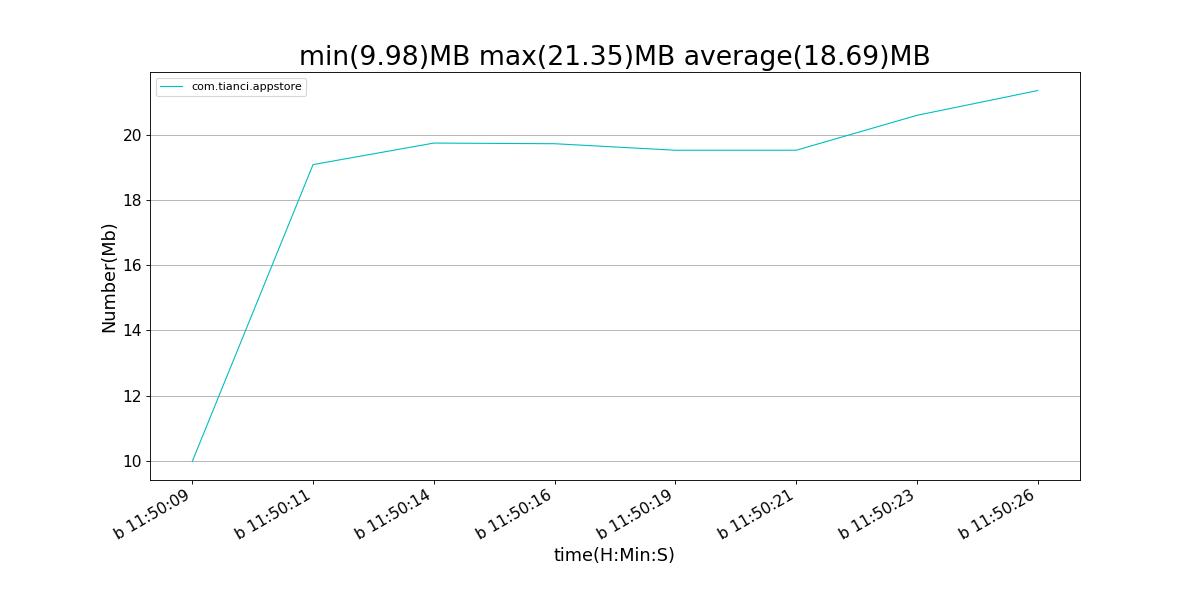 min(9.98)MB max(21.35)MB average(18.69)MB
com.tianci.appstore
20
18
16
14
12
10
Number(Mb)
b 11:50:09
b 11:50:11
b 11:50:14
b 11:50:16
b 11:50:19
b 11:50:21
b 11:50:23
b 11:50:26
time(H:Min:S)